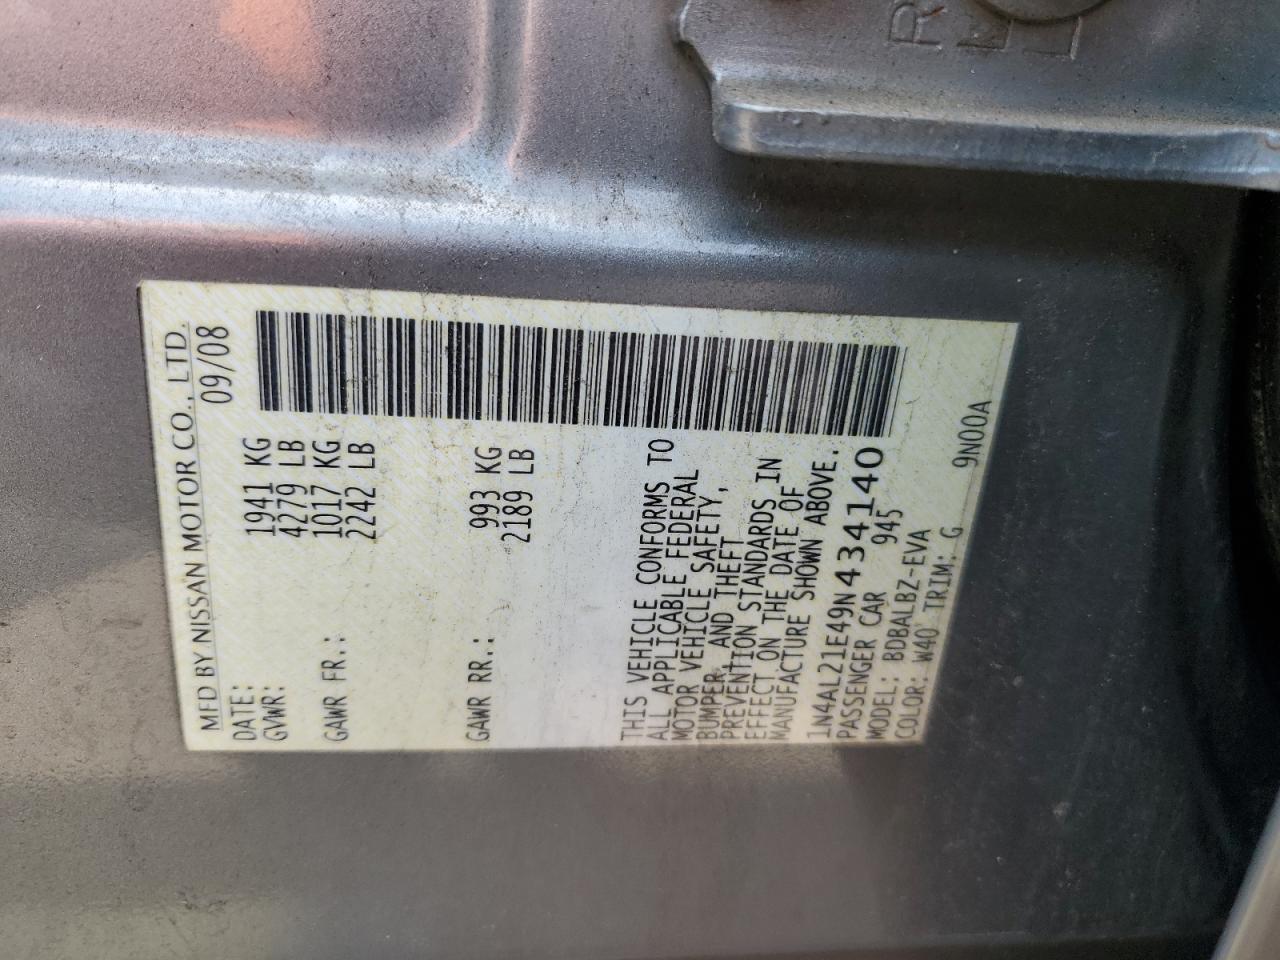 MFD BY NISSAN MOTOR CO., LTD.
DATE: 09/08
GVWR: 1941 KG
4279 LB
GAWR FR.: 1017 KG
2242 LB
GAWR RR.: 993 KG
2189 LB
THIS VEHICLE CONFORMS TO
ALL APPLICABLE FEDERAL
MOTOR VEHICLE SAFETY,
BUMPER, AND THEFT
PREVENTION STANDARDS IN
EFFECT ON THE DATE OF
MANUFACTURE SHOWN ABOVE.
1N4AL21E49N434140
PASSENGER CAR 945
MODEL: BDBALBZ-EVA
COLOR: W40 TRIM: G 9N00A